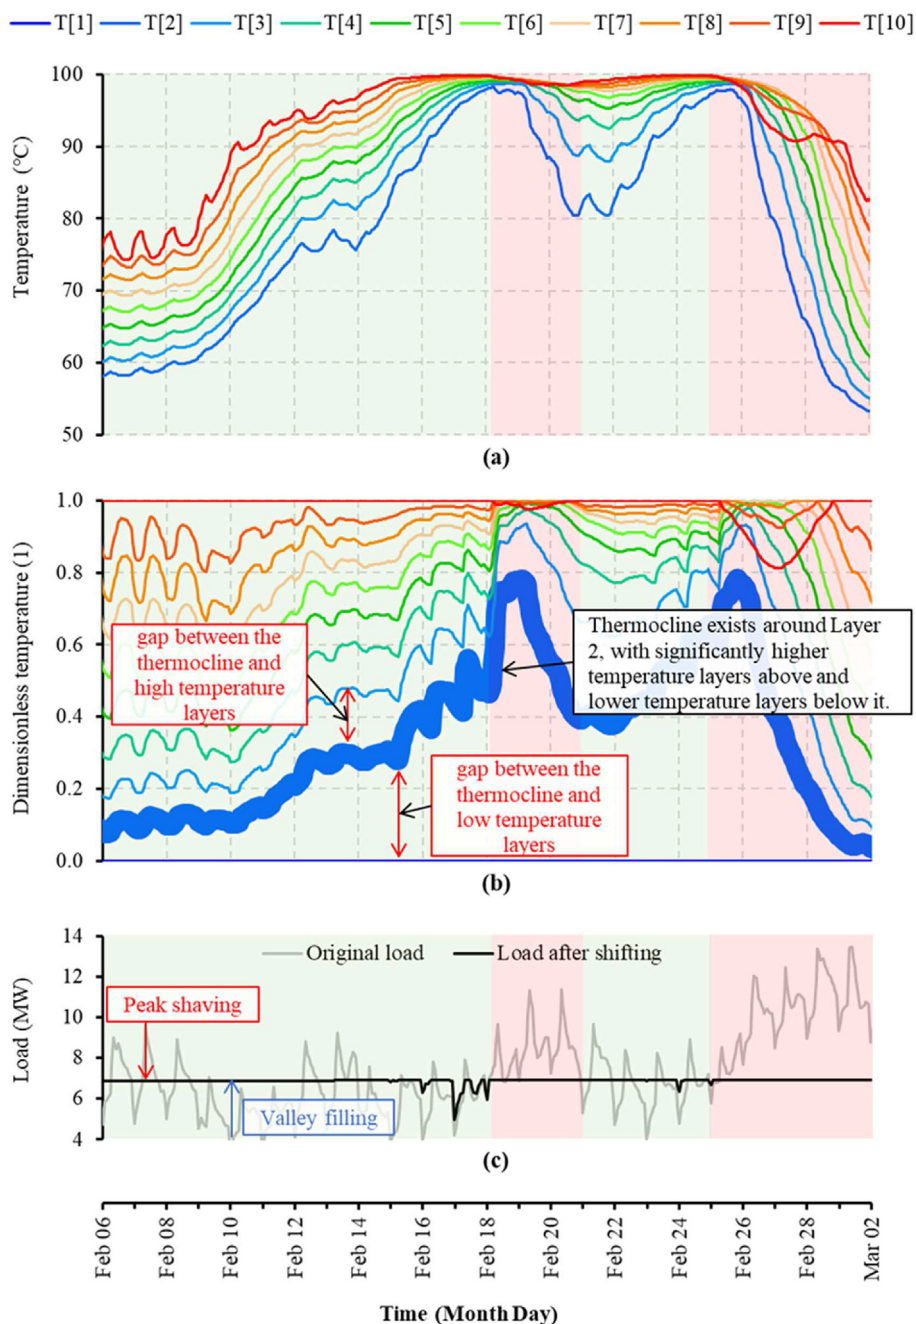 T[1] T[2] T[3] T[4] T[5] T[6] T[7] T[8] T[9] T[10]
100
90
80
70
60
50
Temperature (°C)
(a)
1.0
0.8
0.6
0.4
0.2
0.0
Dimensionless temperature (1)
gap between the
thermocline and
high temperature
layers
Thermocline exists around Layer
2, with significantly higher
temperature layers above and
lower temperature layers below it.
gap between the
thermocline and
low temperature
layers
(b)
14
12
10
8
6
4
Load (MW)
Original load Load after shifting
Peak shaving
Valley filling
(c)
Feb 06
Feb 08
Feb 10
Feb 12
Feb 14
Feb 16
Feb 18
Feb 20
Feb 22
Feb 24
Feb 26
Feb 28
Mar 02
Time (Month Day)